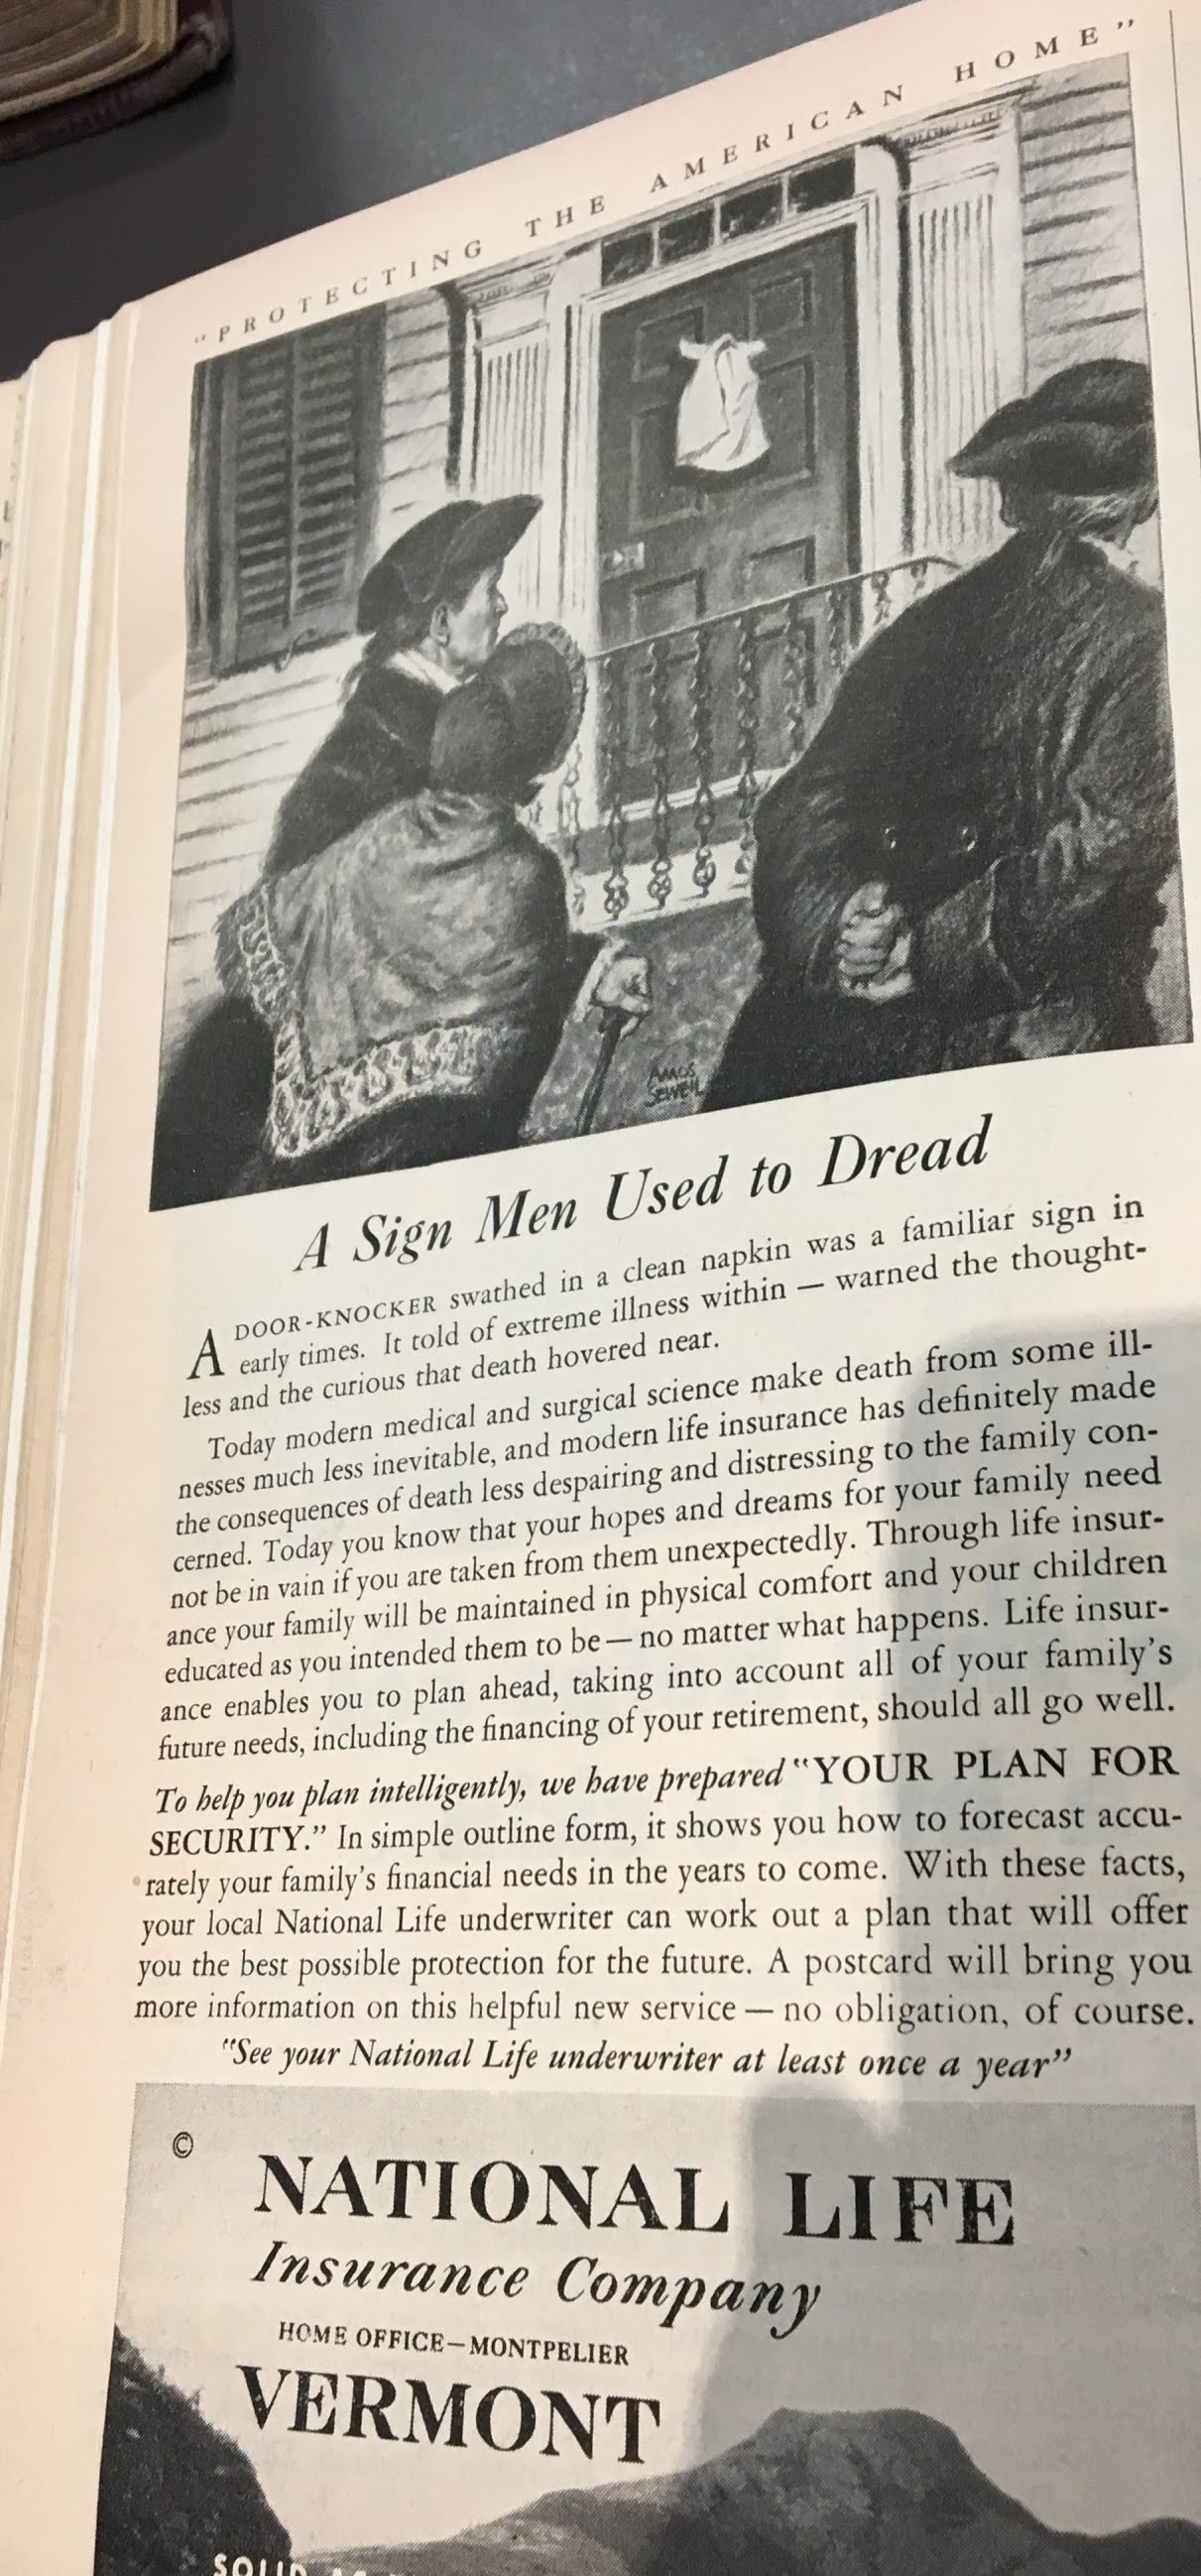 "PROTECTING THE AMERICAN HOME"
AMOS
SEWELL
A Sign Men Used to Dread
A DOOR-KNOCKER swathed in a clean napkin was a familiar sign in
early times. It told of extreme illness within — warned the thought-
less and the curious that death hovered near.
Today modern medical and surgical science make death from some ill-
nesses much less inevitable, and modern life insurance has definitely made
the consequences of death less despairing and distressing to the family con-
cerned. Today you know that your hopes and dreams for your family need
not be in vain if you are taken from them unexpectedly. Through life insur-
ance your family will be maintained in physical comfort and your children
educated as you intended them to be — no matter what happens. Life insur-
ance enables you to plan ahead, taking into account all of your family's
future needs, including the financing of your retirement, should all go well.
To help you plan intelligently, we have prepared "YOUR PLAN FOR
SECURITY." In simple outline form, it shows you how to forecast accu-
rately your family's financial needs in the years to come. With these facts,
your local National Life underwriter can work out a plan that will offer
you the best possible protection for the future. A postcard will bring you
more information on this helpful new service — no obligation, of course.
"See your National Life underwriter at least once a year"
©
NATIONAL LIFE
Insurance Company
HOME OFFICE—MONTPELIER
VERMONT
SOLID